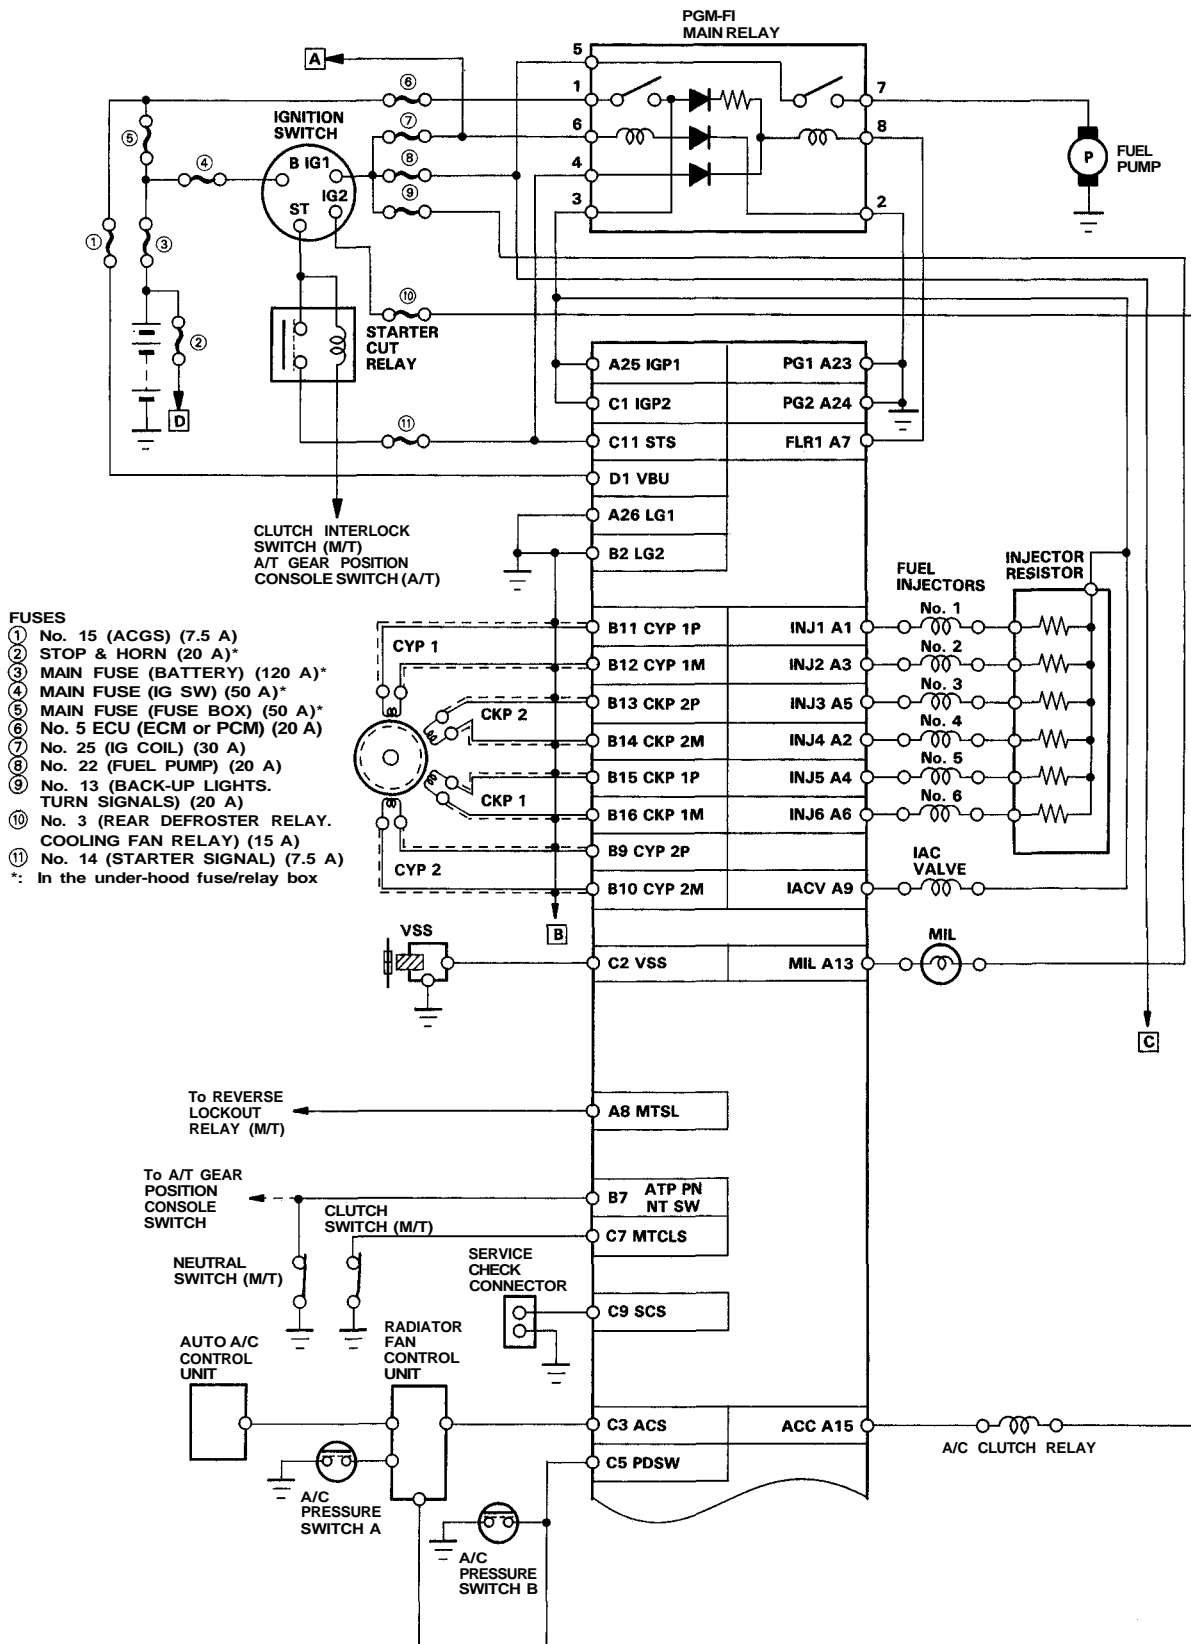 PGM-FI
MAIN RELAY
A
5
1
6
4
3
7
8
2
IGNITION
SWITCH
B IG1
IG2
ST
①
②
③
④
⑤
⑥
⑦
⑧
⑨
⑩
⑪
P
FUEL
PUMP
STARTER
CUT
RELAY
D
CLUTCH INTERLOCK
SWITCH (M/T)
A/T GEAR POSITION
CONSOLE SWITCH (A/T)
A25 IGP1
PG1 A23
C1 IGP2
PG2 A24
C11 STS
FLR1 A7
D1 VBU
A26 LG1
B2 LG2
FUSES
① No. 15 (ACGS) (7.5 A)
② STOP & HORN (20 A)*
③ MAIN FUSE (BATTERY) (120 A)*
④ MAIN FUSE (IG SW) (50 A)*
⑤ MAIN FUSE (FUSE BOX) (50 A)*
⑥ No. 5 ECU (ECM or PCM) (20 A)
⑦ No. 25 (IG COIL) (30 A)
⑧ No. 22 (FUEL PUMP) (20 A)
⑨ No. 13 (BACK-UP LIGHTS.
TURN SIGNALS) (20 A)
⑩ No. 3 (REAR DEFROSTER RELAY.
COOLING FAN RELAY) (15 A)
⑪ No. 14 (STARTER SIGNAL) (7.5 A)
*: In the under-hood fuse/relay box
FUEL
INJECTORS
INJECTOR
RESISTOR
CYP 1
CKP 2
CKP 1
CYP 2
B11 CYP 1P
INJ1 A1
No. 1
B12 CYP 1M
INJ2 A3
No. 2
B13 CKP 2P
INJ3 A5
No. 3
B14 CKP 2M
INJ4 A2
No. 4
B15 CKP 1P
INJ5 A4
No. 5
B16 CKP 1M
INJ6 A6
No. 6
B9 CYP 2P
B10 CYP 2M
IACV A9
IAC
VALVE
B
VSS
C2 VSS
MIL A13
MIL
C
To REVERSE
LOCKOUT
RELAY (M/T)
A8 MTSL
To A/T GEAR
POSITION
CONSOLE
SWITCH
B7 ATP PN
NT SW
CLUTCH
SWITCH (M/T)
C7 MTCLS
NEUTRAL
SWITCH (M/T)
SERVICE
CHECK
CONNECTOR
C9 SCS
AUTO A/C
CONTROL
UNIT
RADIATOR
FAN
CONTROL
UNIT
C3 ACS
ACC A15
A/C CLUTCH RELAY
C5 PDSW
A/C
PRESSURE
SWITCH A
A/C
PRESSURE
SWITCH B